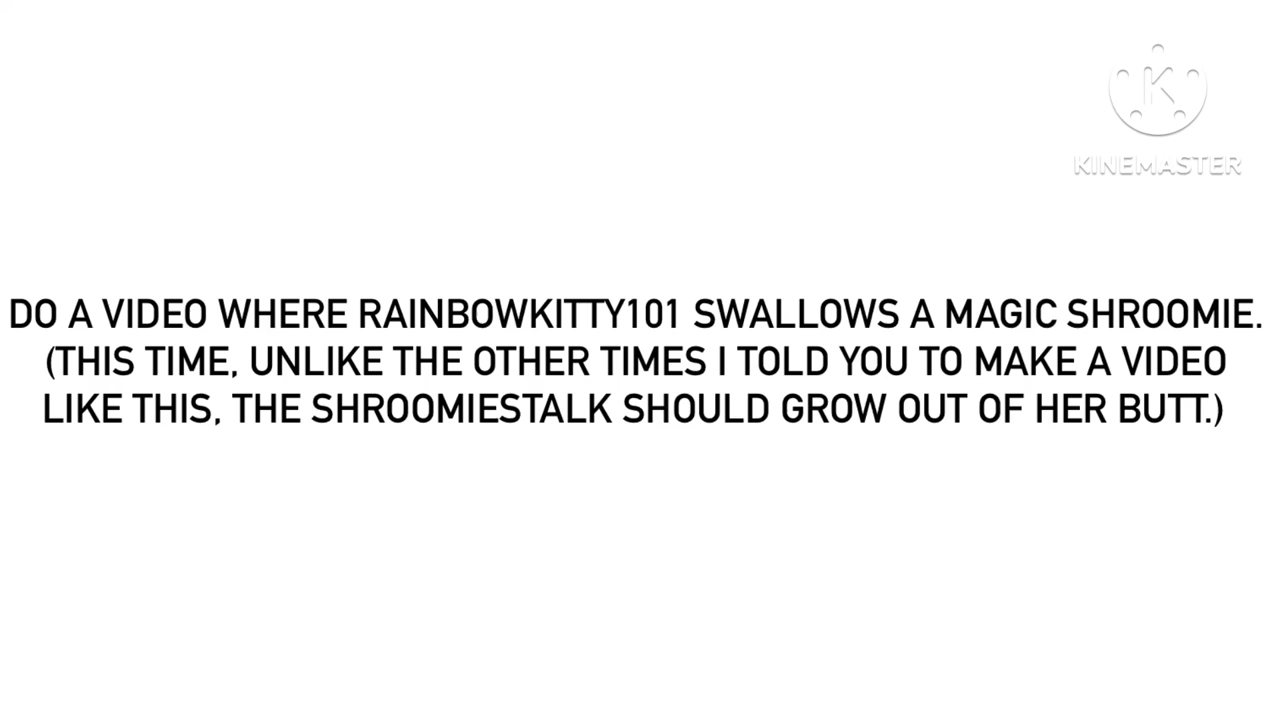 KINEMASTER
DO A VIDEO WHERE RAINBOWKITTY101 SWALLOWS A MAGIC SHROOMIE.
(THIS TIME, UNLIKE THE OTHER TIMES I TOLD YOU TO MAKE A VIDEO
LIKE THIS, THE SHROOMIESTALK SHOULD GROW OUT OF HER BUTT.)